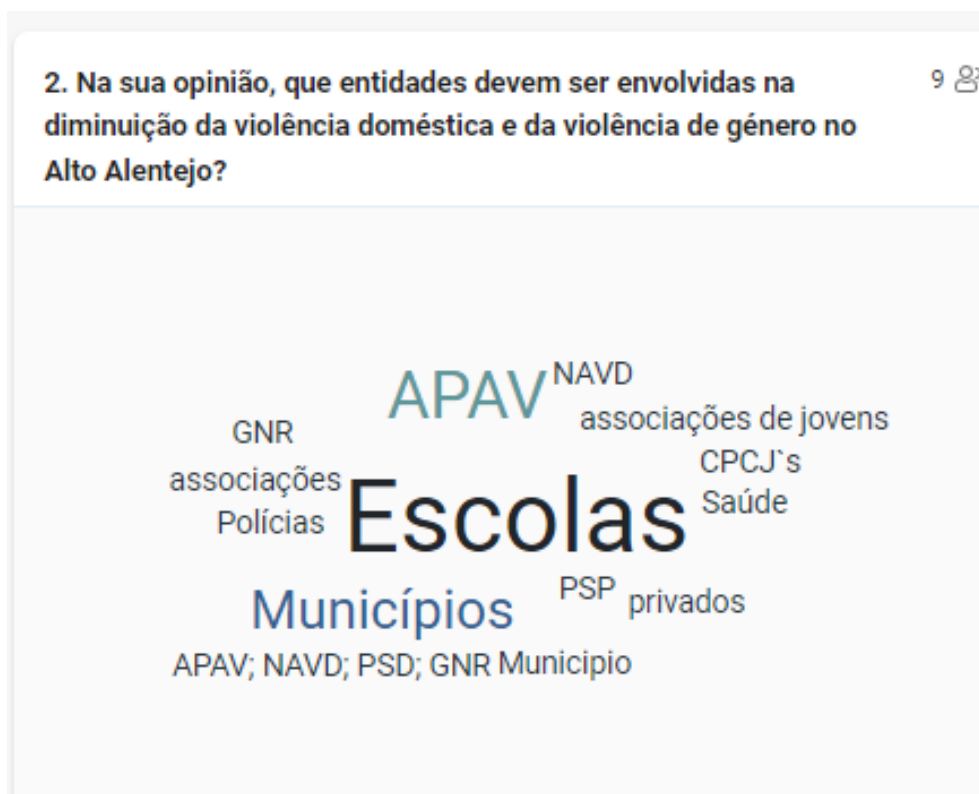 2. Na sua opinião, que entidades devem ser envolvidas na
diminuição da violência doméstica e da violência de género no
Alto Alentejo?
9
APAV
NAVD
associações de jovens
GNR
CPCJ`s
associações
Escolas
Saúde
Polícias
PSP
privados
Municípios
APAV; NAVD; PSD; GNR
Municipio